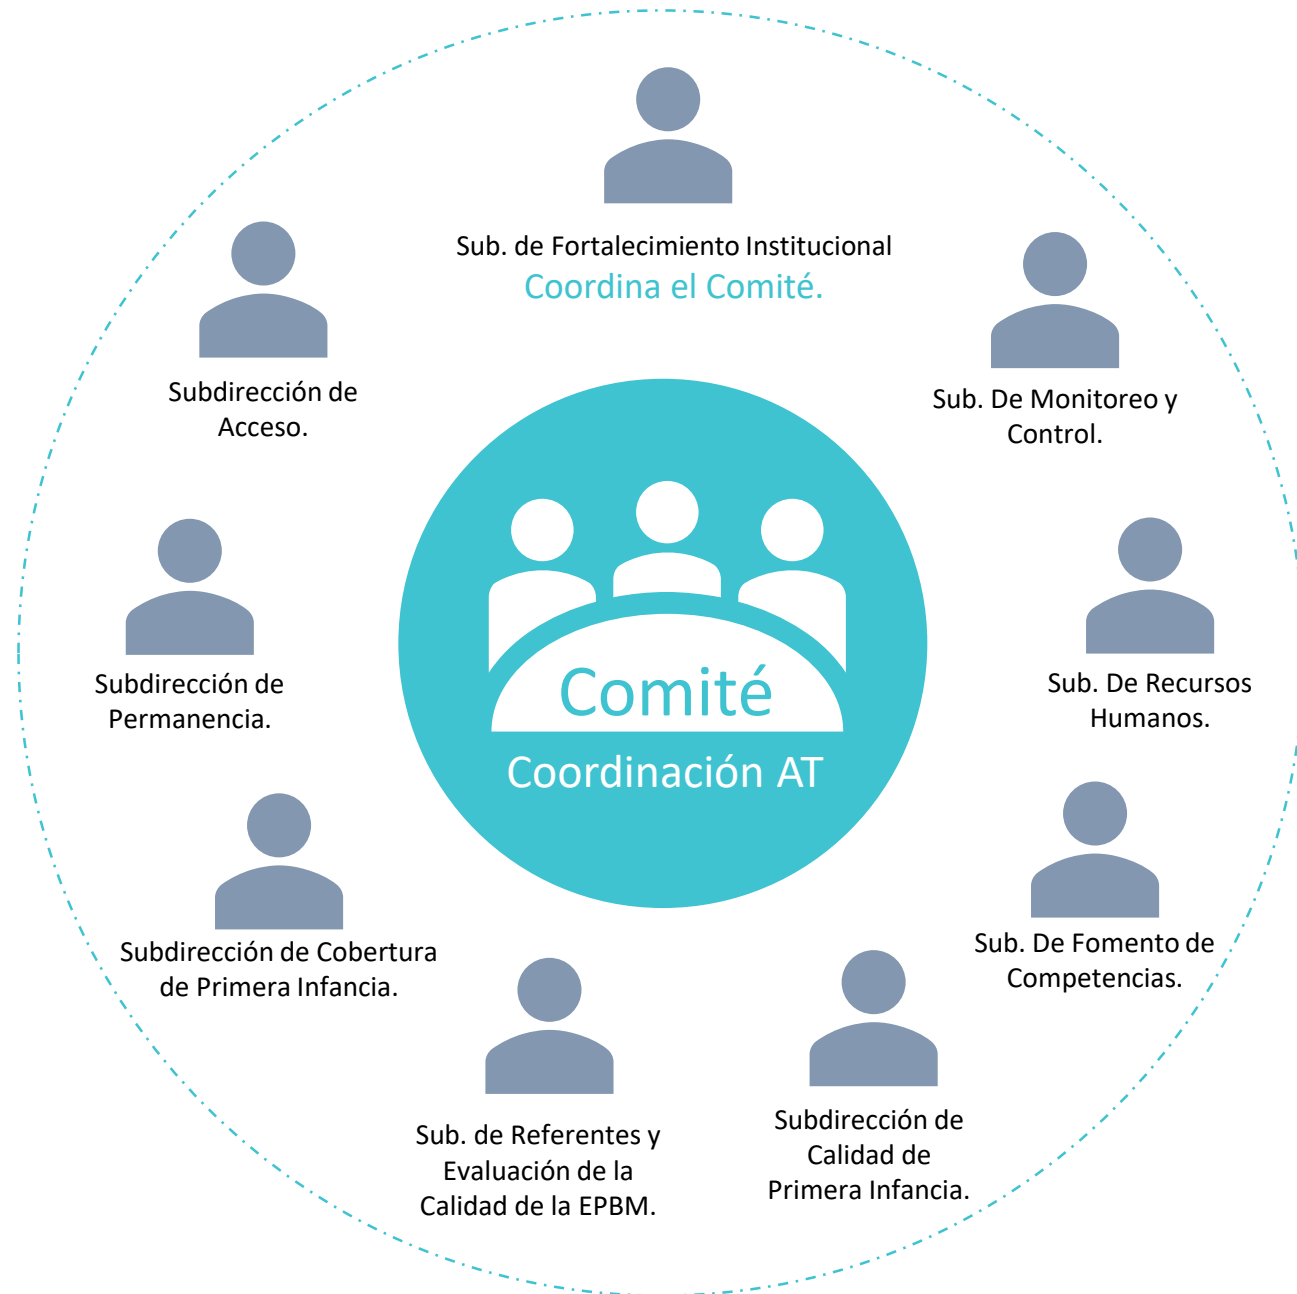 Sub. de Fortalecimiento Institucional
Coordina el Comité.
Sub. De Monitoreo y
Control.
Sub. De Recursos
Humanos.
Sub. De Fomento de
Competencias.
Subdirección de
Calidad de
Primera Infancia.
Sub. de Referentes y
Evaluación de la
Calidad de la EPBM.
Subdirección de Cobertura
de Primera Infancia.
Subdirección de
Permanencia.
Subdirección de
Acceso.
Comité
Coordinación AT